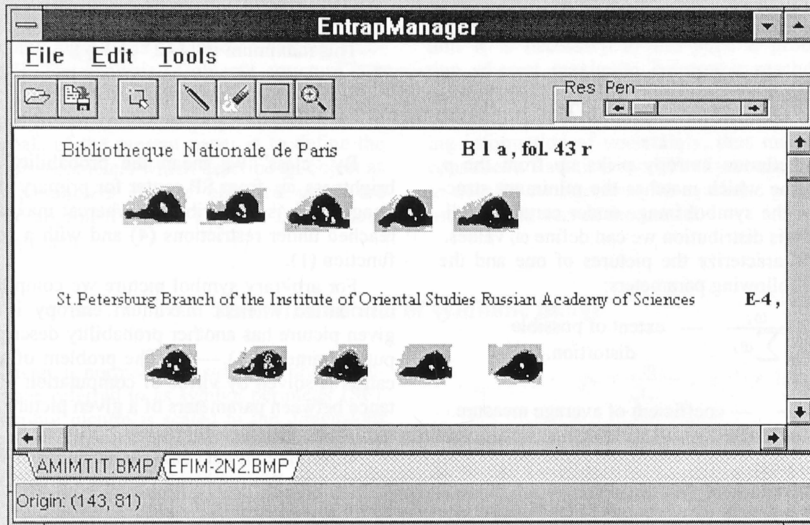 EntrapManager
File Edit Tools
Res Pen
Bibliotheque Nationale de Paris B 1 a , fol. 43 r
St.Petersburg Branch of the Institute of Oriental Studies Russian Academy of Sciences E-4 ,
AMIMTIT.BMP EFIM-2N2.BMP
Origin: (143, 81)